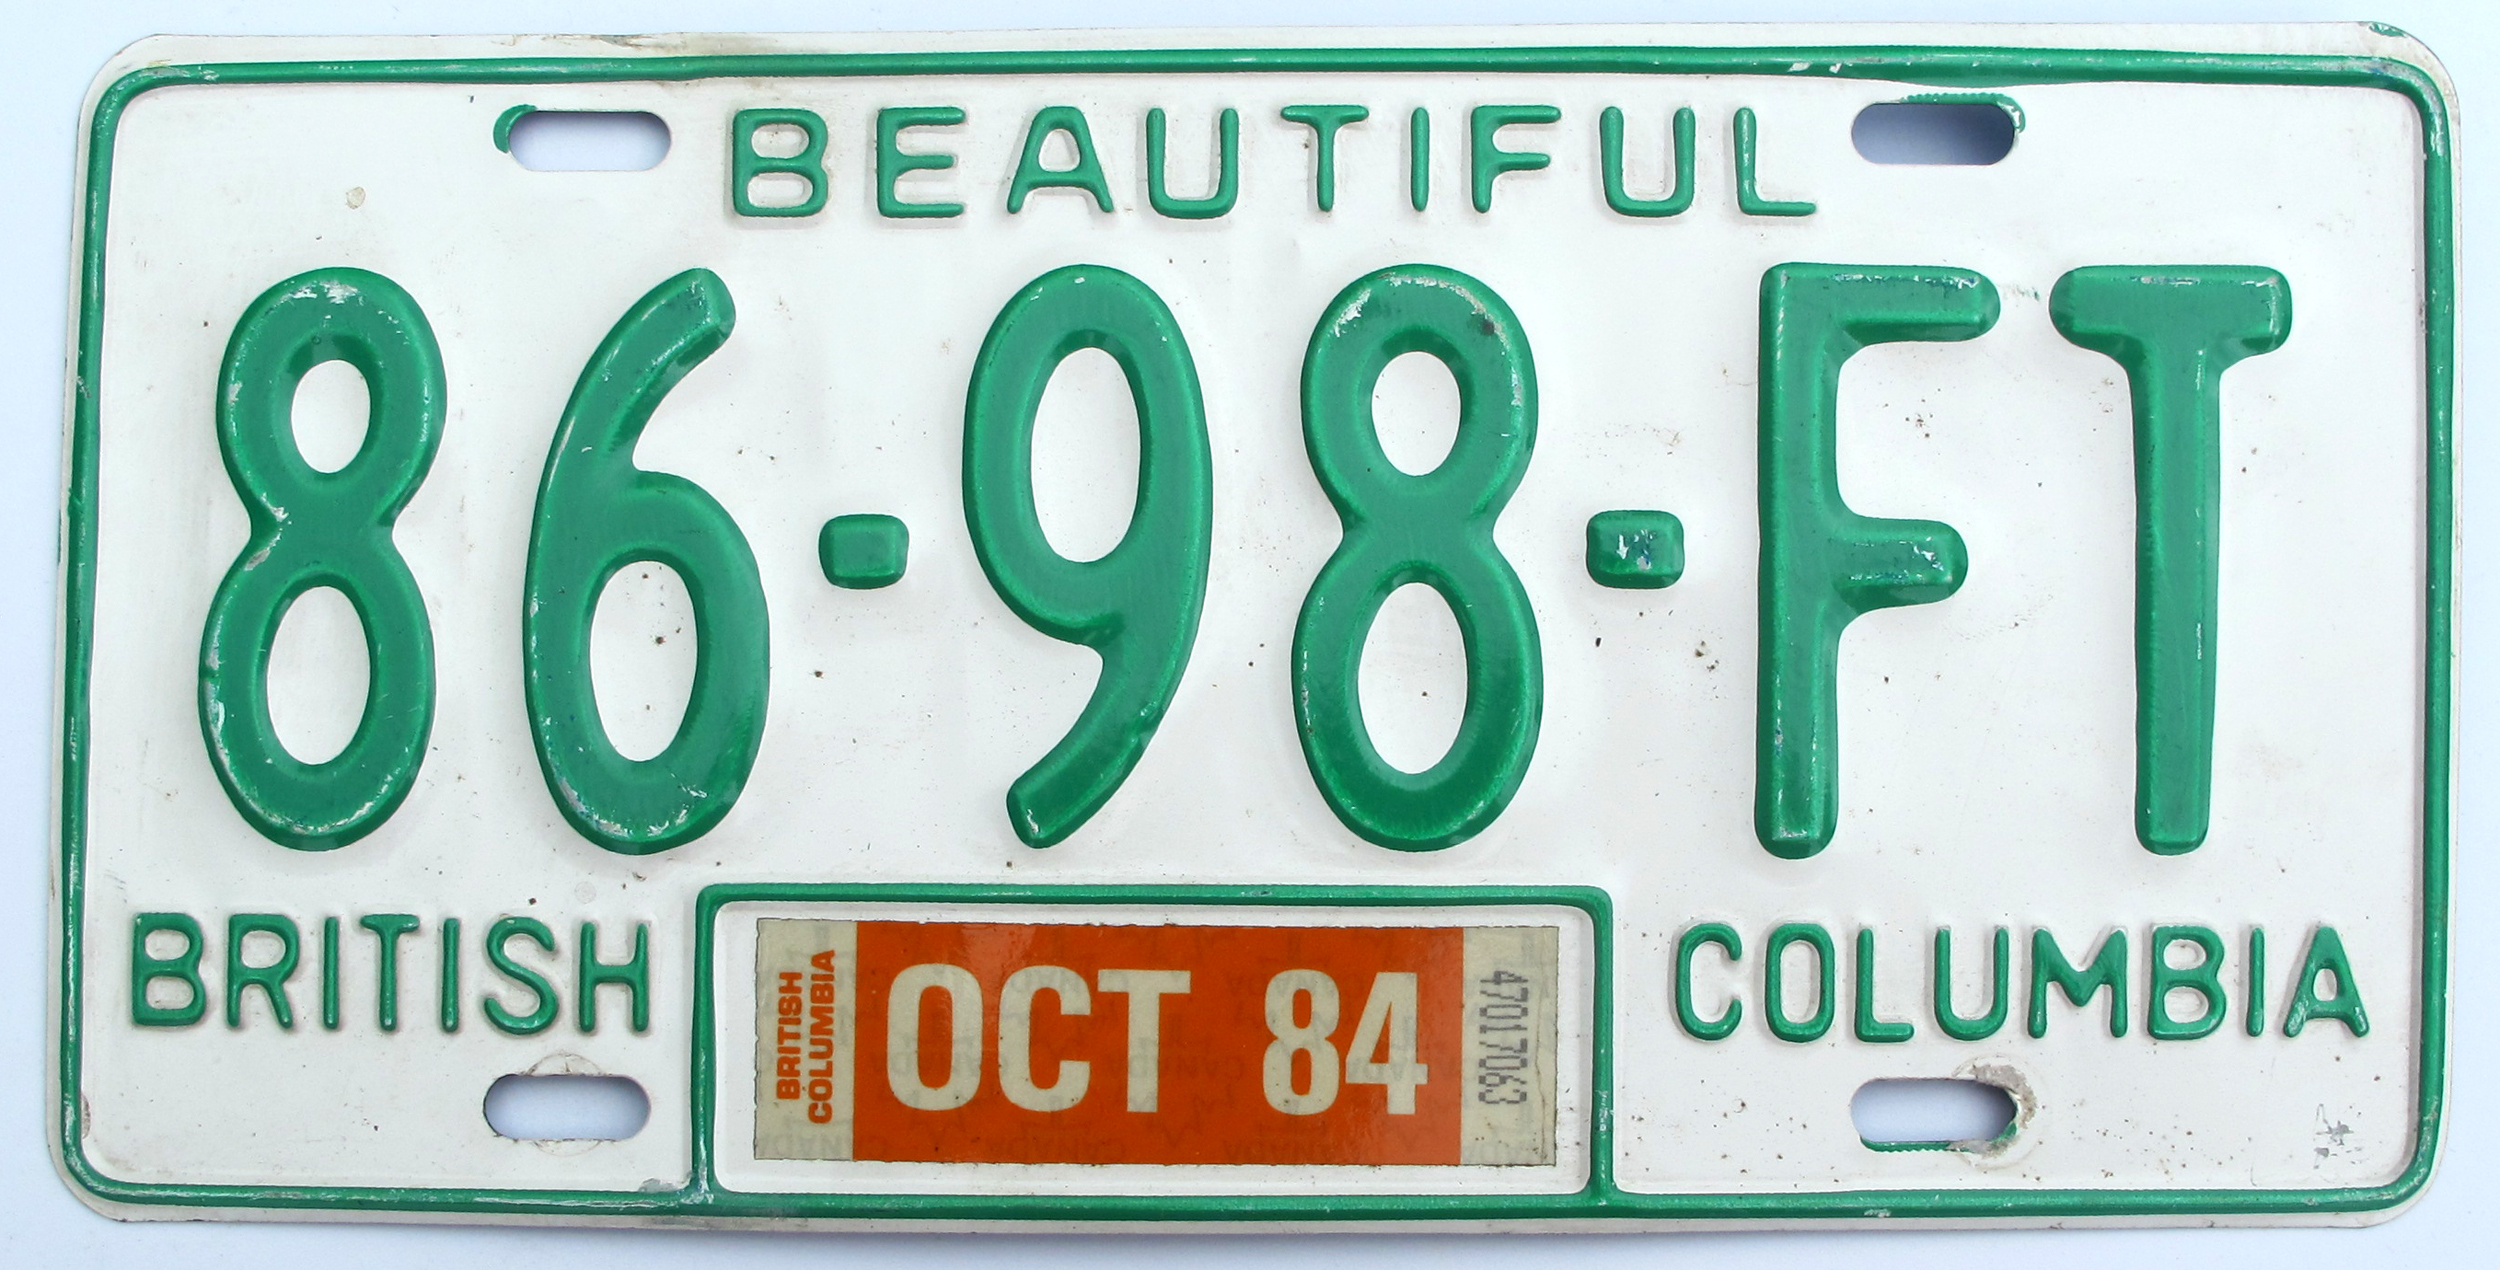 BEAUTIFUL
86-98-FT
BRITISH
BRITISH
COLUMBIA
OCT 84
47017063
COLUMBIA